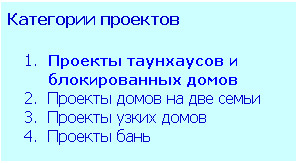 Категории проектов
1. Проекты таунхаусов и
блокированных домов
2. Проекты домов на две семьи
3. Проекты узких домов
4. Проекты бань